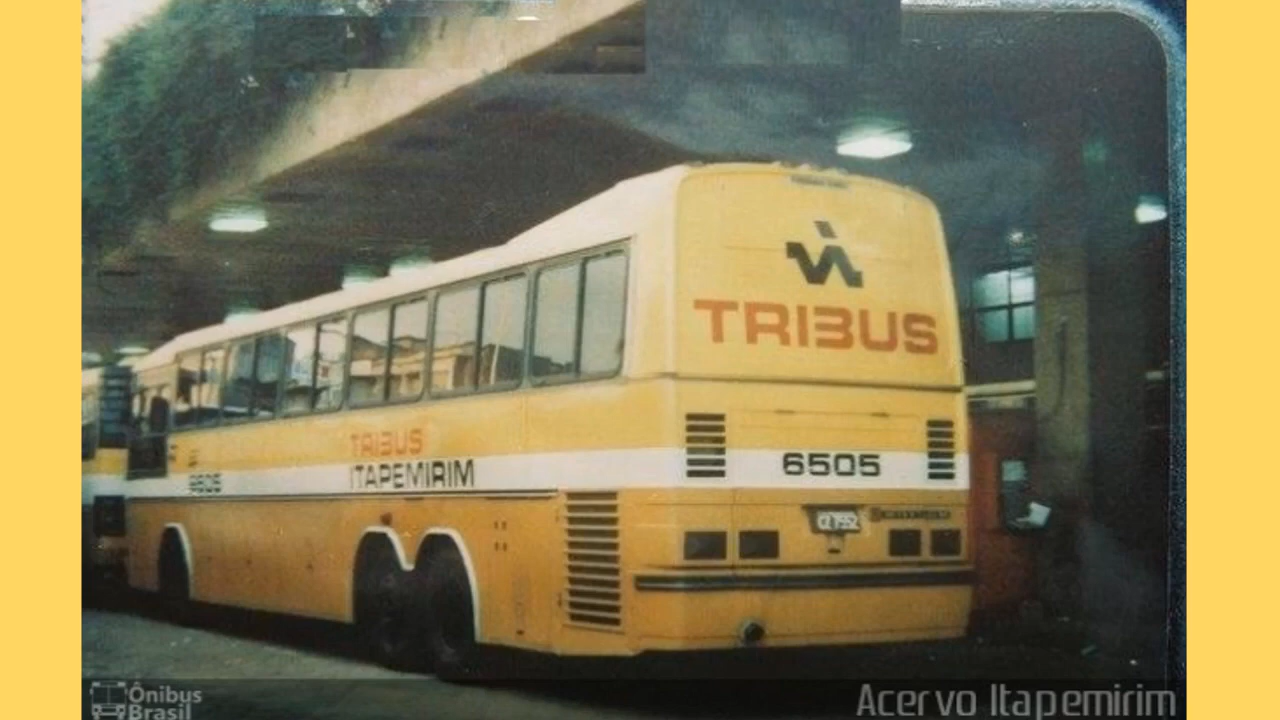 TRIBUS
TRIBUS
ITAPEMIRIM
6505
Ônibus
Brasil
Acervo Itapemirim